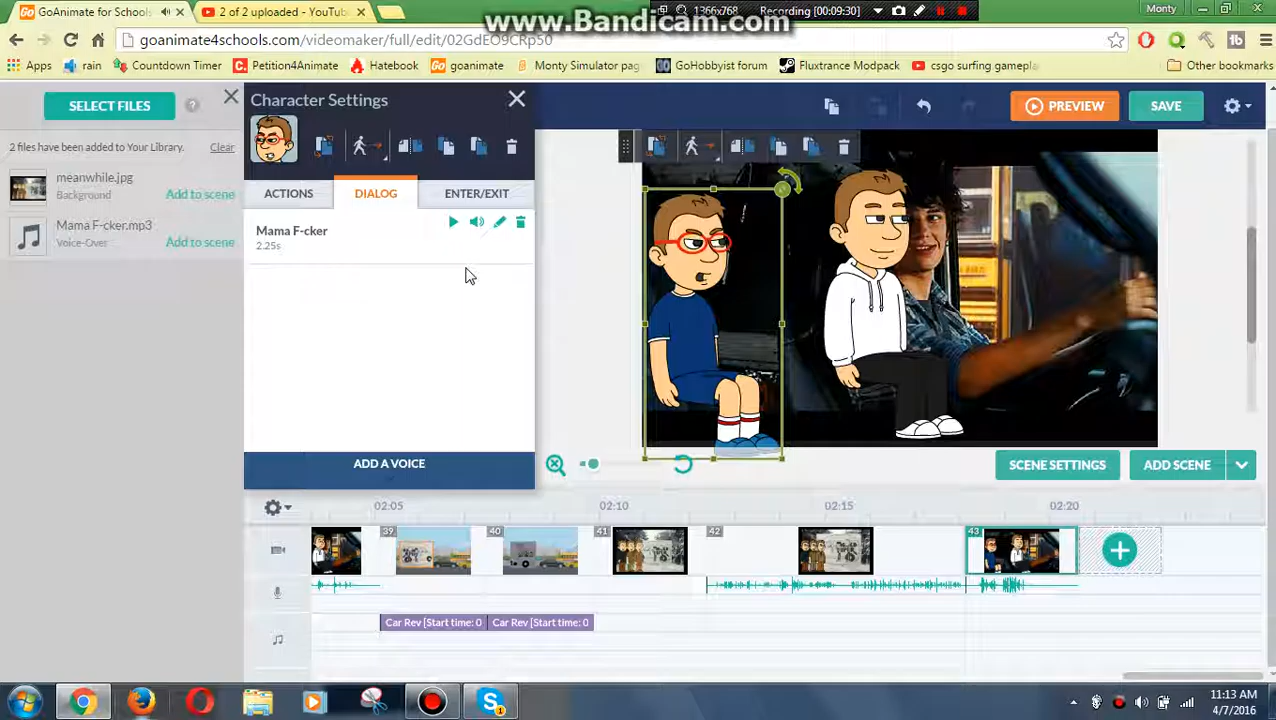 GoAnimate for Schools
2 of 2 uploaded - YouTube
1366x768
Recording [00:09:30]
Monty
www.Bandicam.com
goanimate4schools.com/videomaker/full/edit/02GdEO9CRp50
Apps
rain
Countdown Timer
Petition4Animate
Hatebook
goanimate
Monty Simulator pag
GoHobbyist forum
Fluxtrance Modpack
csgo surfing gamepla
Other bookmarks
SELECT FILES
?
Character Settings
PREVIEW
SAVE
2 files have been added to Your Library.
Clear
meanwhile.jpg
Background
Add to scene
Mama F-cker.mp3
Voice-Over
Add to scene
ACTIONS
DIALOG
ENTER/EXIT
Mama F-cker
2.25s
ADD A VOICE
SCENE SETTINGS
ADD SCENE
02:05
02:10
02:15
02:20
39
40
41
42
43
Car Rev [Start time: 0
Car Rev [Start time: 0
11:13 AM
4/7/2016